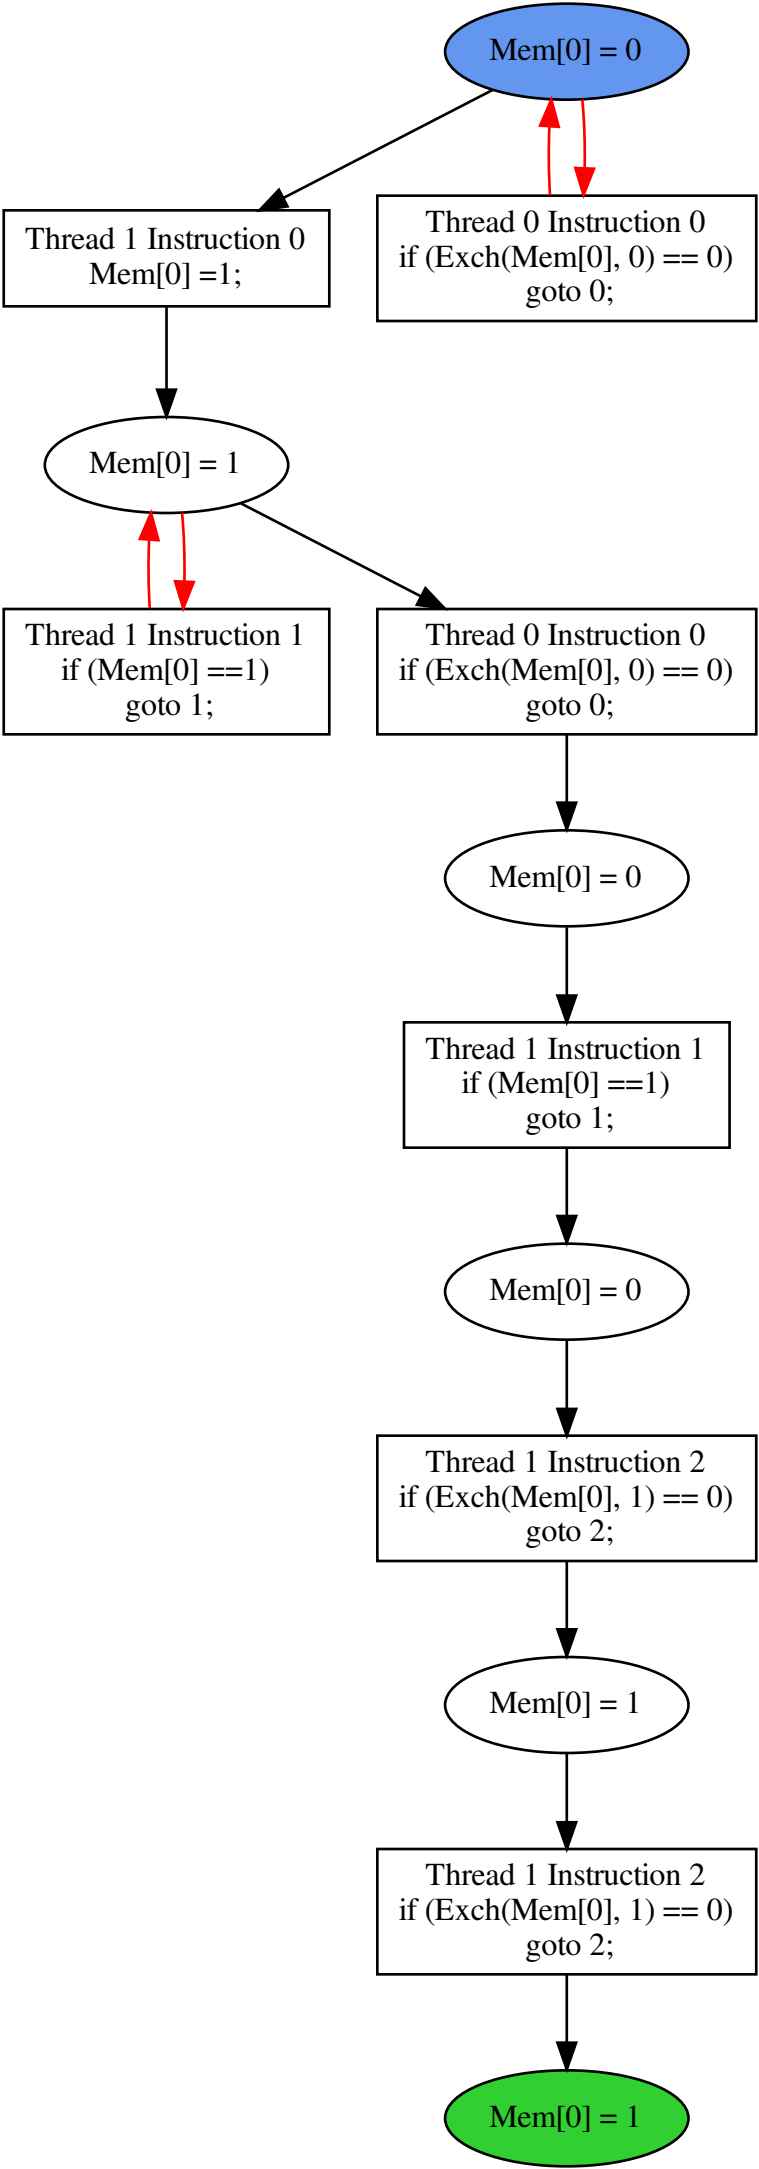 Mem[0] = 0
Thread 1 Instruction 0
Mem[0] =1;
Thread 0 Instruction 0
if (Exch(Mem[0], 0) == 0)
goto 0;
Mem[0] = 1
Thread 1 Instruction 1
if (Mem[0] ==1)
goto 1;
Thread 0 Instruction 0
if (Exch(Mem[0], 0) == 0)
goto 0;
Mem[0] = 0
Thread 1 Instruction 1
if (Mem[0] ==1)
goto 1;
Mem[0] = 0
Thread 1 Instruction 2
if (Exch(Mem[0], 1) == 0)
goto 2;
Mem[0] = 1
Thread 1 Instruction 2
if (Exch(Mem[0], 1) == 0)
goto 2;
Mem[0] = 1